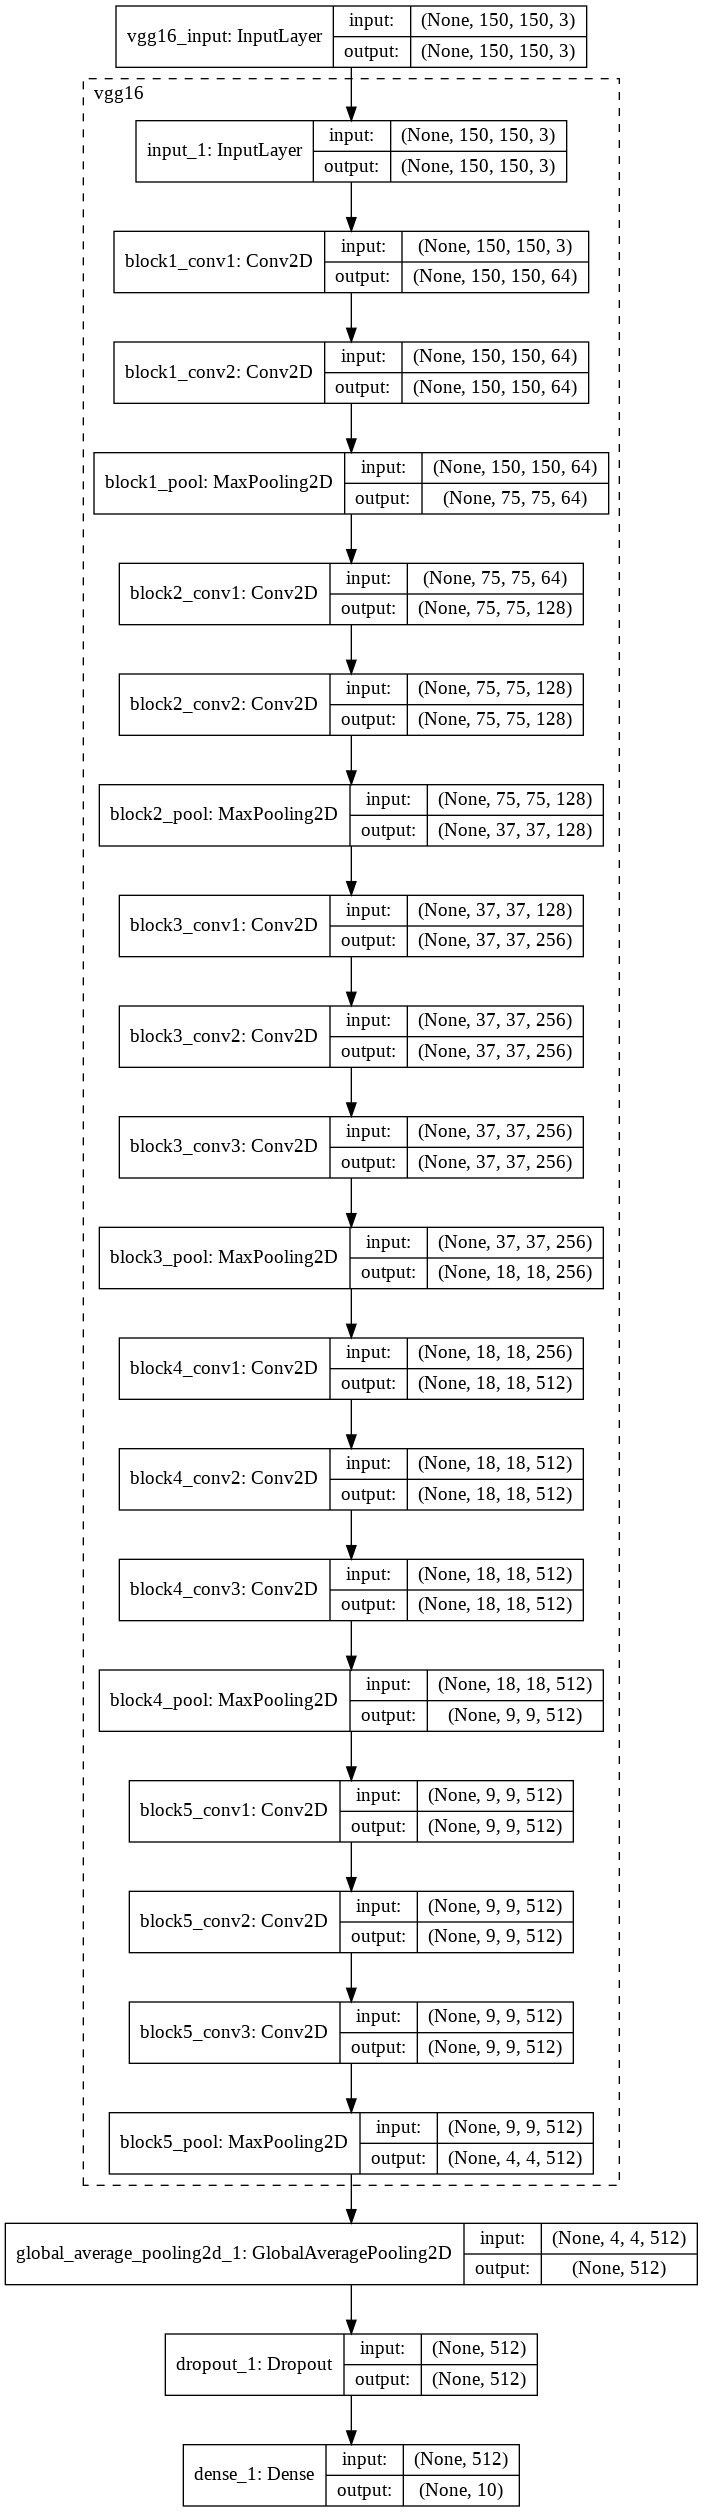 vgg16_input: InputLayer
input: (None, 150, 150, 3)
output: (None, 150, 150, 3)
vgg16
input_1: InputLayer
input: (None, 150, 150, 3)
output: (None, 150, 150, 3)
block1_conv1: Conv2D
input: (None, 150, 150, 3)
output: (None, 150, 150, 64)
block1_conv2: Conv2D
input: (None, 150, 150, 64)
output: (None, 150, 150, 64)
block1_pool: MaxPooling2D
input: (None, 150, 150, 64)
output: (None, 75, 75, 64)
block2_conv1: Conv2D
input: (None, 75, 75, 64)
output: (None, 75, 75, 128)
block2_conv2: Conv2D
input: (None, 75, 75, 128)
output: (None, 75, 75, 128)
block2_pool: MaxPooling2D
input: (None, 75, 75, 128)
output: (None, 37, 37, 128)
block3_conv1: Conv2D
input: (None, 37, 37, 128)
output: (None, 37, 37, 256)
block3_conv2: Conv2D
input: (None, 37, 37, 256)
output: (None, 37, 37, 256)
block3_conv3: Conv2D
input: (None, 37, 37, 256)
output: (None, 37, 37, 256)
block3_pool: MaxPooling2D
input: (None, 37, 37, 256)
output: (None, 18, 18, 256)
block4_conv1: Conv2D
input: (None, 18, 18, 256)
output: (None, 18, 18, 512)
block4_conv2: Conv2D
input: (None, 18, 18, 512)
output: (None, 18, 18, 512)
block4_conv3: Conv2D
input: (None, 18, 18, 512)
output: (None, 18, 18, 512)
block4_pool: MaxPooling2D
input: (None, 18, 18, 512)
output: (None, 9, 9, 512)
block5_conv1: Conv2D
input: (None, 9, 9, 512)
output: (None, 9, 9, 512)
block5_conv2: Conv2D
input: (None, 9, 9, 512)
output: (None, 9, 9, 512)
block5_conv3: Conv2D
input: (None, 9, 9, 512)
output: (None, 9, 9, 512)
block5_pool: MaxPooling2D
input: (None, 9, 9, 512)
output: (None, 4, 4, 512)
global_average_pooling2d_1: GlobalAveragePooling2D
input: (None, 4, 4, 512)
output: (None, 512)
dropout_1: Dropout
input: (None, 512)
output: (None, 512)
dense_1: Dense
input: (None, 512)
output: (None, 10)